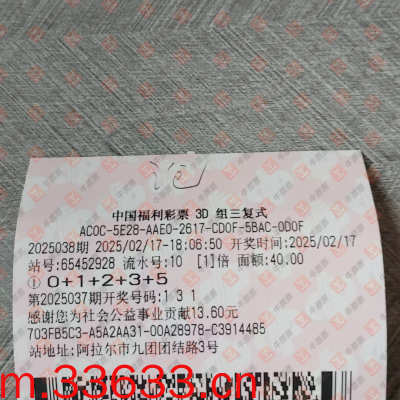 中国福利彩票 3D 组三复式
AC0C-5E28-AAE0-2617-CD0F-5BAC-0D0F
2025038期 2025/02/17-18:06:50 开奖时间:2025/02/17
站号:65452928 流水号:10 [1]倍 面额:40.00
① 0+1+2+3+5
第2025037期开奖号码:1 3 1
感谢您为社会公益事业贡献13.60元
703FB5C3-A5A2AA31-00A28978-C3914485
站地址:阿拉尔市九团团结路3号
m.33633.cn